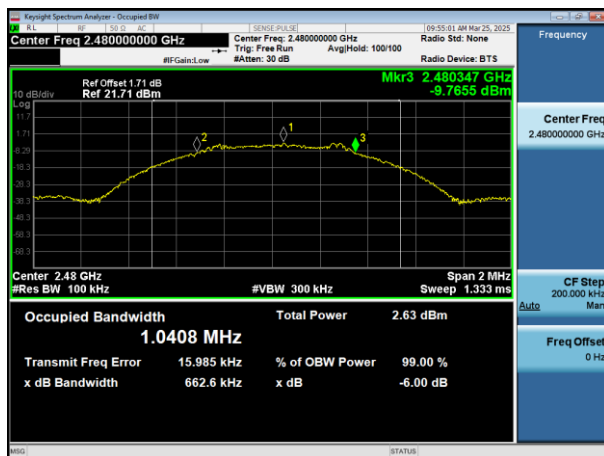 Keysight Spectrum Analyzer - Occupied BW
RL RF 50 Ω AC SENSE:PULSE 09:55:01 AM Mar 25, 2025
Center Freq 2.480000000 GHz
Center Freq: 2.480000000 GHz
Radio Std: None
Trig: Free Run Avg|Hold: 100/100
#IFGain:Low #Atten: 30 dB Radio Device: BTS
Frequency
Mkr3 2.480347 GHz
-9.7655 dBm
Ref Offset 1.71 dB
10 dB/div Ref 21.71 dBm
Log
11.7
1.71
-8.29
-18.3
-28.3
-38.3
-48.3
-58.3
-68.3
2
1
3
Center 2.48 GHz Span 2 MHz
#Res BW 100 kHz #VBW 300 kHz Sweep 1.333 ms
Occupied Bandwidth Total Power 2.63 dBm
1.0408 MHz
Transmit Freq Error 15.985 kHz % of OBW Power 99.00 %
x dB Bandwidth 662.6 kHz x dB -6.00 dB
Center Freq
2.480000000 GHz
CF Step
200.000 kHz
Auto Man
Freq Offset
0 Hz
MSG STATUS